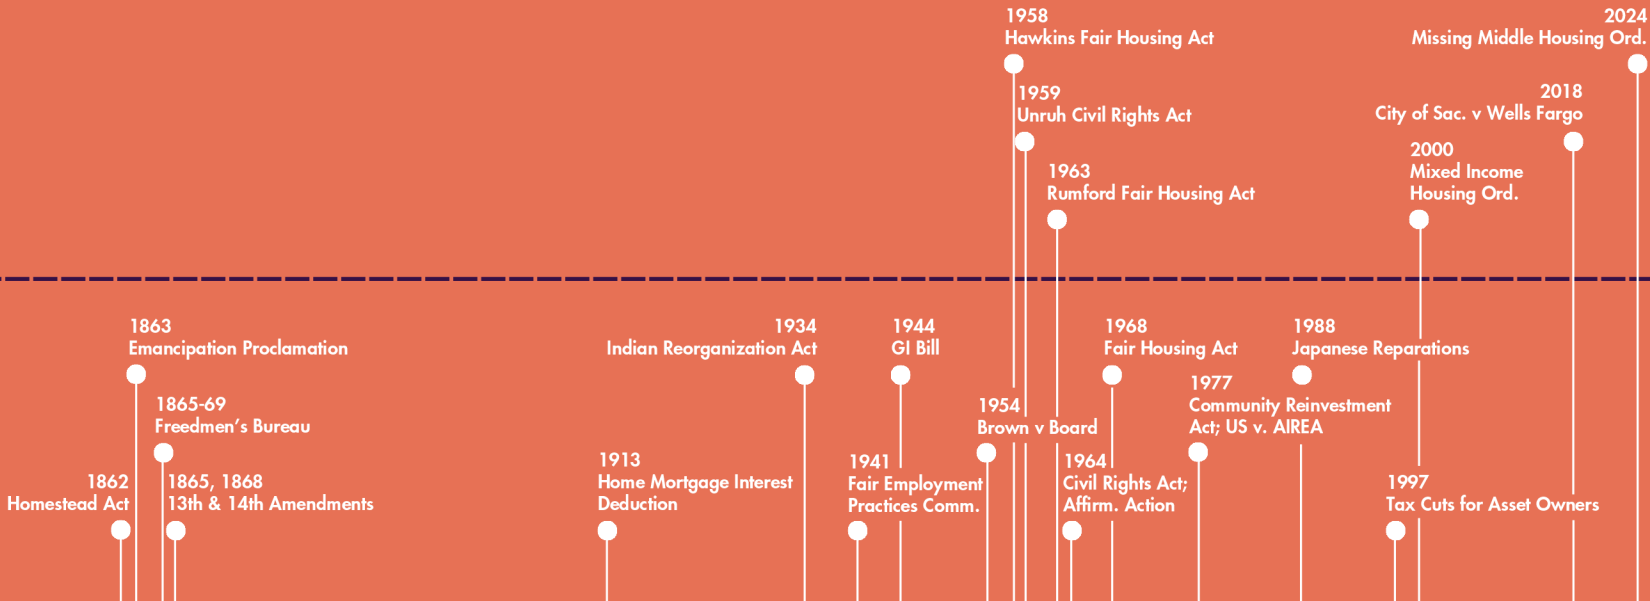 1958
Hawkins Fair Housing Act
2024
Missing Middle Housing Ord.
1959
Unruh Civil Rights Act
2018
City of Sac. v Wells Fargo
1963
Rumford Fair Housing Act
2000
Mixed Income
Housing Ord.
1863
Emancipation Proclamation
1934
Indian Reorganization Act
1944
GI Bill
1968
Fair Housing Act
1988
Japanese Reparations
1865-69
Freedmen's Bureau
1954
Brown v Board
1977
Community Reinvestment
Act; US v. AIREA
1862
Homestead Act
1865, 1868
13th & 14th Amendments
1913
Home Mortgage Interest
Deduction
1941
Fair Employment
Practices Comm.
1964
Civil Rights Act;
Affirm. Action
1997
Tax Cuts for Asset Owners